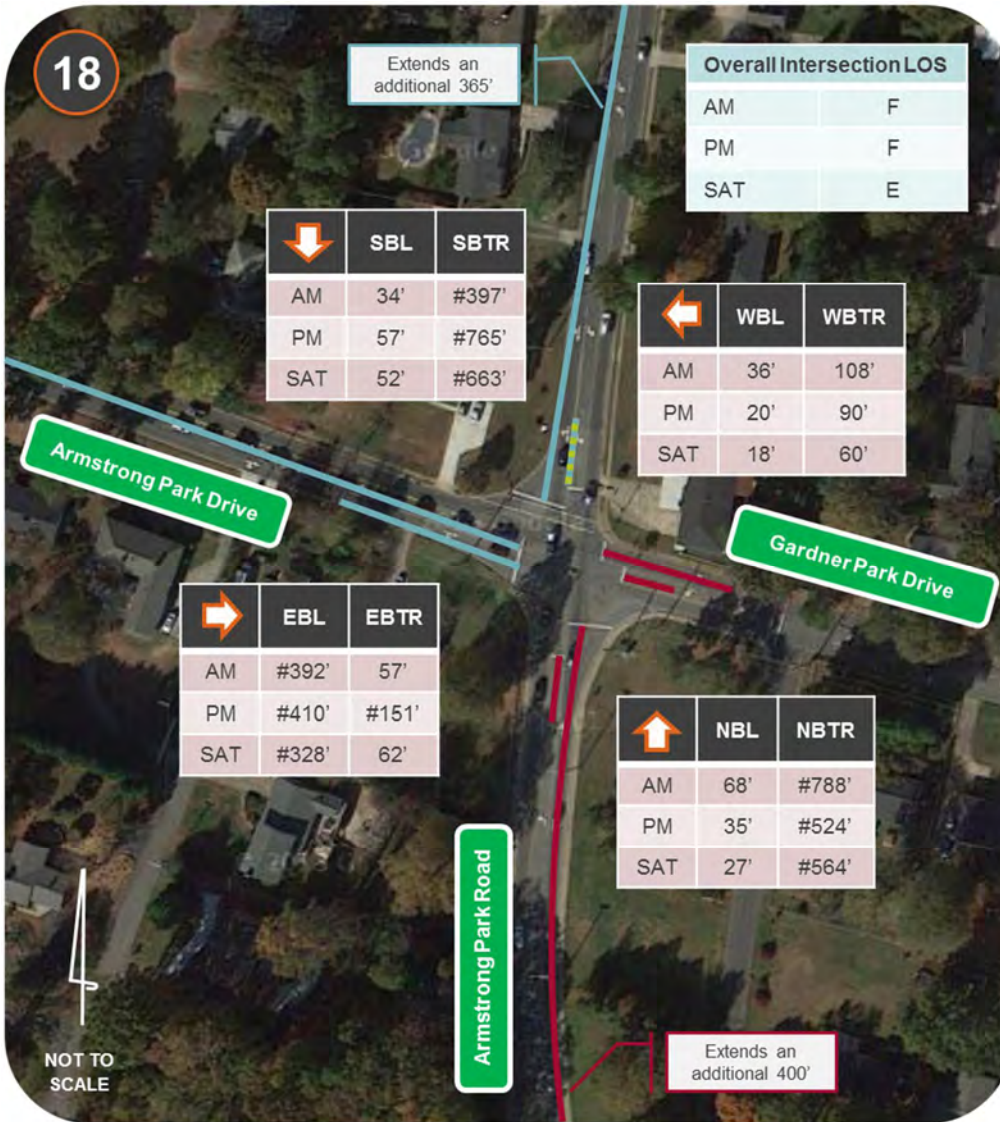 18
Extends an
additional 365'
Overall Intersection LOS
AM F
PM F
SAT E
SBL SBTR
AM 34' #397'
PM 57' #765'
SAT 52' #663'
WBL WBTR
AM 36' 108'
PM 20' 90'
SAT 18' 60'
Armstrong Park Drive
Gardner Park Drive
EBL EBTR
AM #392' 57'
PM #410' #151'
SAT #328' 62'
NBL NBTR
AM 68' #788'
PM 35' #524'
SAT 27' #564'
Armstrong Park Road
NOT TO
SCALE
Extends an
additional 400'